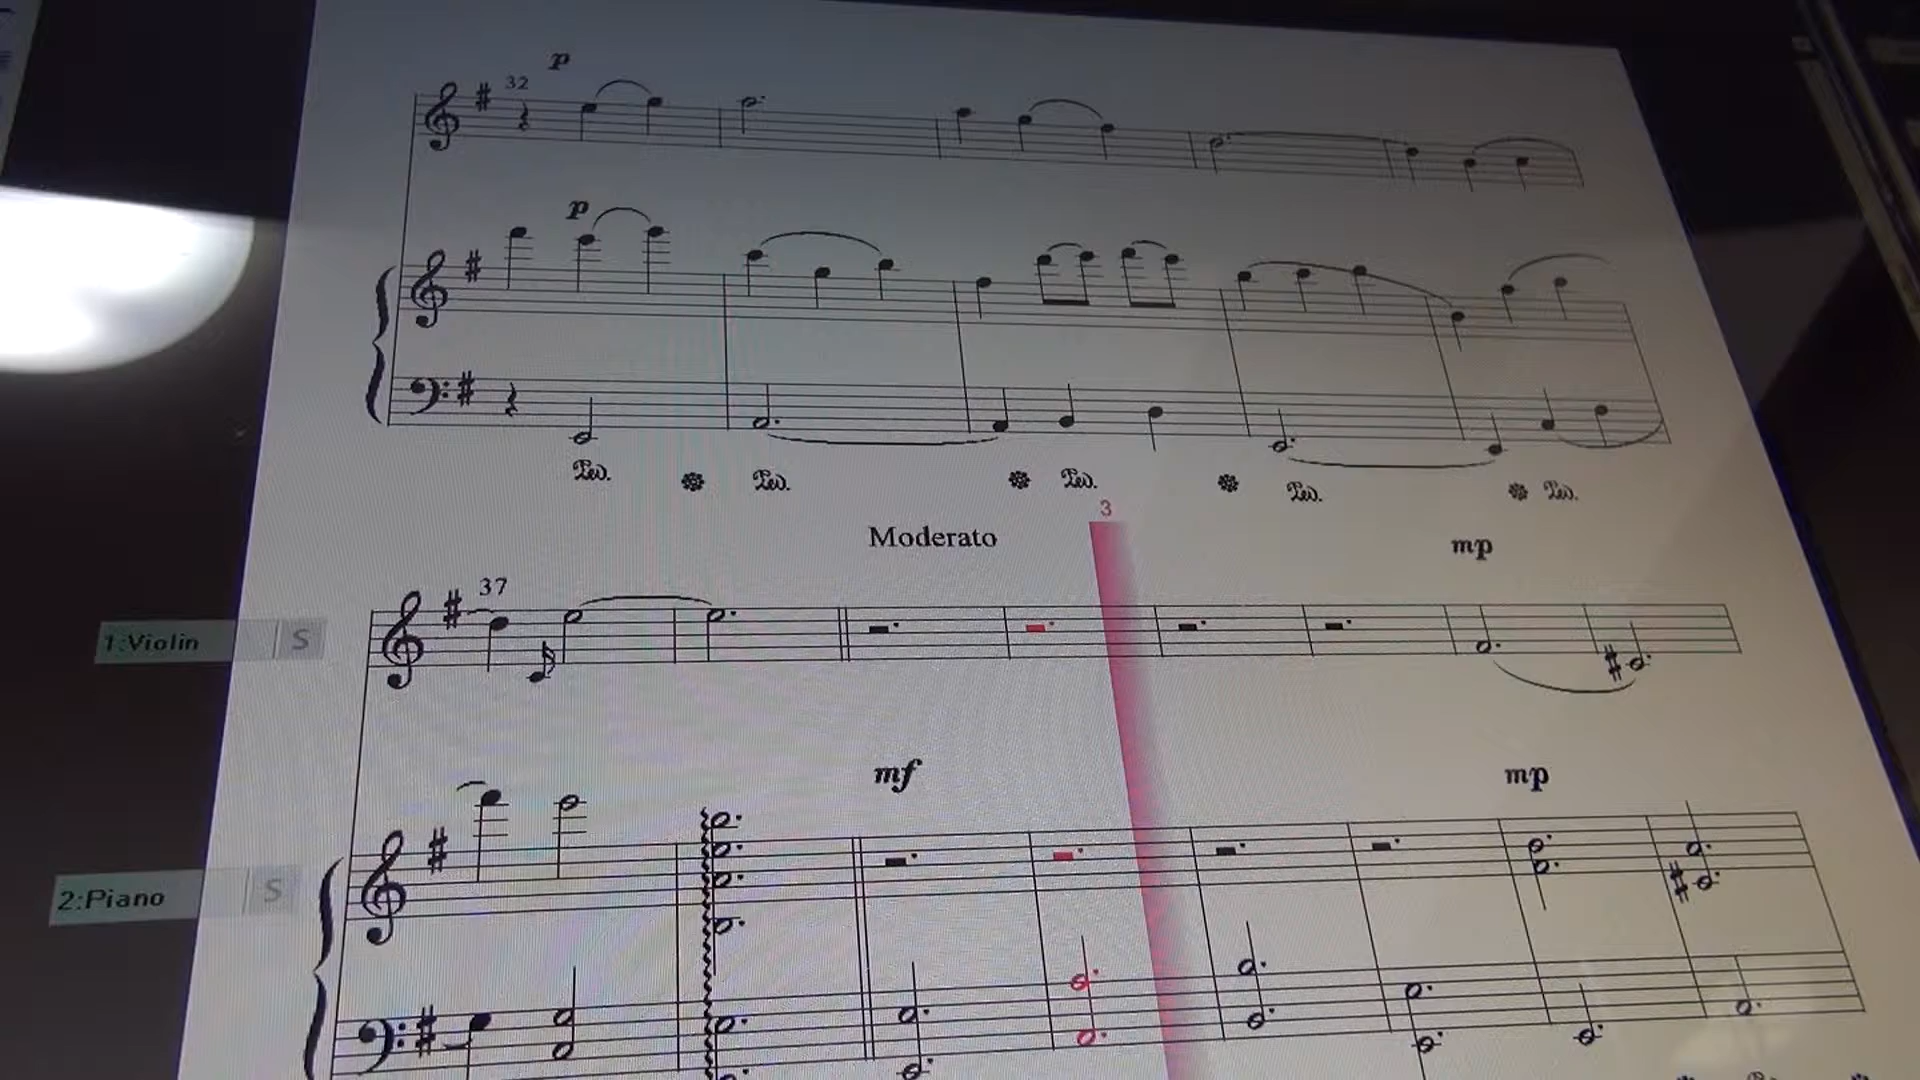 p
32
p
Ped. Ped. Ped. Ped. Ped.
3
Moderato
mp
37
1:Violin S
mf
mp
2:Piano S